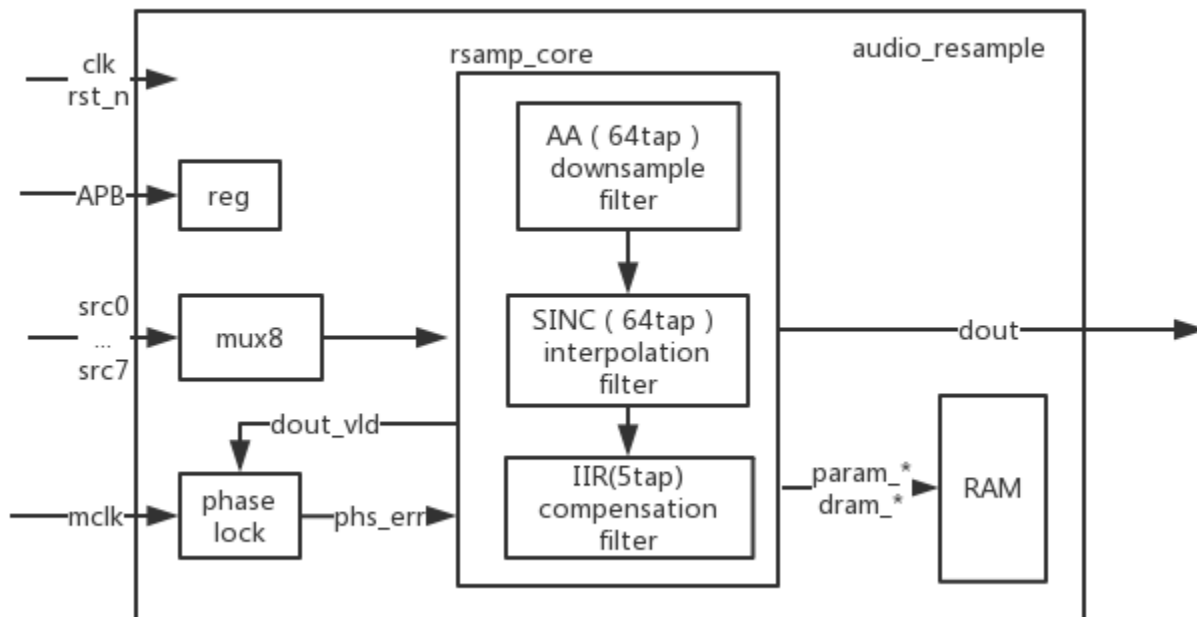 rsamp_core
audio_resample
clk
rst_n
AA ( 64tap )
downsample
filter
APB
reg
src0
...
src7
mux8
SINC ( 64tap )
interpolation
filter
dout
dout_vld
mclk
phase
lock
phs_err
IIR(5tap)
compensation
filter
param_*
dram_*
RAM